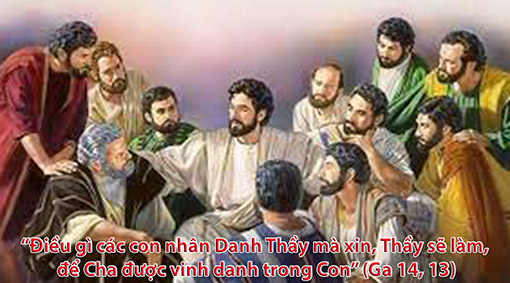 “Điều gì các con nhân Danh Thầy mà xin, Thầy sẽ làm,
để Cha được vinh danh trong Con” (Ga 14, 13)